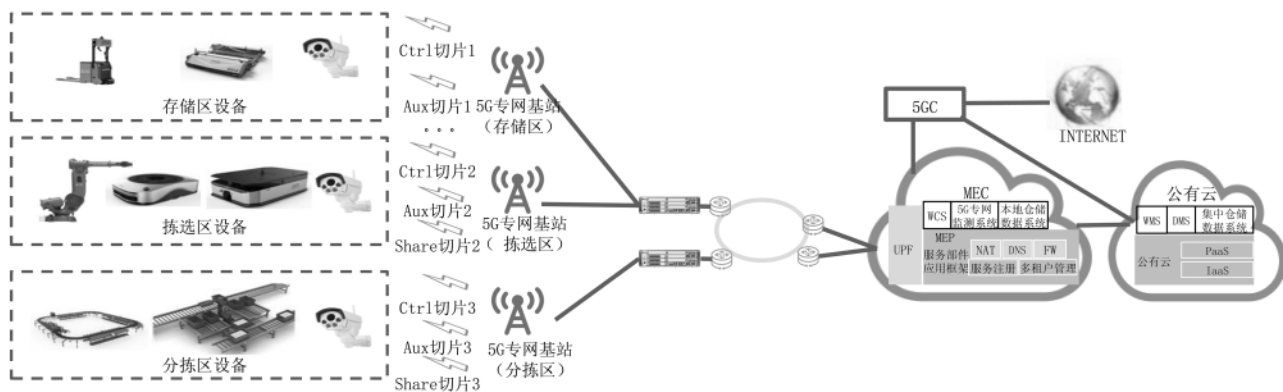 Ctrl切片1
Aux切片1
存储区设备
5G专网基站
（存储区）
...
Ctrl切片2
Aux切片2
Share切片2
拣选区设备
5G专网基站
（ 拣选区）
Ctrl切片3
Aux切片3
Share切片3
分拣区设备
5G专网基站
（分拣区）
5GC
INTERNET
MEC
WCS
5G专网
监测系统
本地仓储
数据系统
UPF
MEP
服务部件
应用框架
NAT
DNS
FW
服务注册
多租户管理
公有云
WMS
DMS
集中仓储
数据系统
公有云
PaaS
IaaS